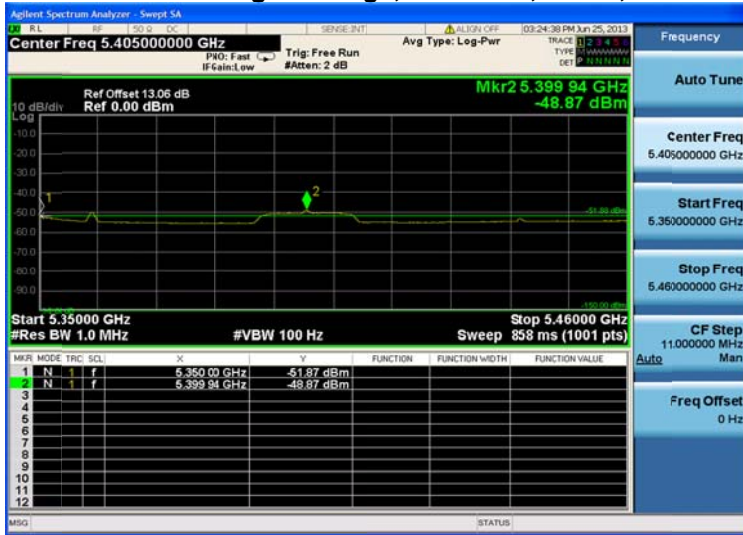 Agilent Spectrum Analyzer - Swept SA
RL RF 50 Ω DC SENSE:INT ALIGN OFF 03:24:38 PM Jun 25, 2013
Center Freq 5.405000000 GHz
PNO: Fast
IFGain:Low
Trig: Free Run
#Atten: 2 dB
Avg Type: Log-Pwr
TRACE 1 2 3 4 5 6
TYPE
DET P N N N N N
Ref Offset 13.06 dB
10 dB/div Ref 0.00 dBm
Log
Mkr2 5.399 94 GHz
-48.87 dBm
-10.0
-20.0
-30.0
-40.0
-50.0
-60.0
-70.0
-80.0
-90.0
1
2
-51.80 dBm
-150.00 dBm
Start 5.35000 GHz
Stop 5.46000 GHz
#Res BW 1.0 MHz
#VBW 100 Hz
Sweep 858 ms (1001 pts)
MKR MODE TRC SCL X Y FUNCTION FUNCTION WIDTH FUNCTION VALUE
1 N 1 f 5.350 00 GHz -51.87 dBm
2 N 1 f 5.399 94 GHz -48.87 dBm
3
4
5
6
7
8
9
10
11
12
MSG STATUS
Frequency
Auto Tune
Center Freq
5.405000000 GHz
Start Freq
5.350000000 GHz
Stop Freq
5.460000000 GHz
CF Step
11.000000 MHz
Auto Man
Freq Offset
0 Hz